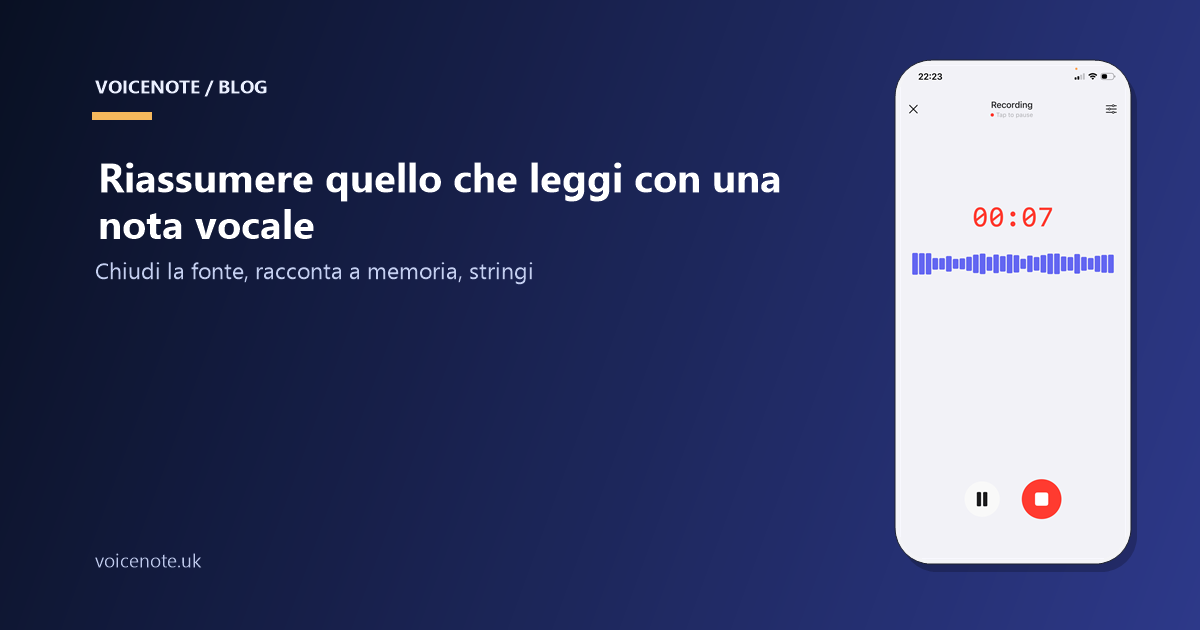 VOICENOTE / BLOG
Riassumere quello che leggi con una
nota vocale
Chiudi la fonte, racconta a memoria, stringi
voicenote.uk
22:23
Recording
Tap to pause
00:07